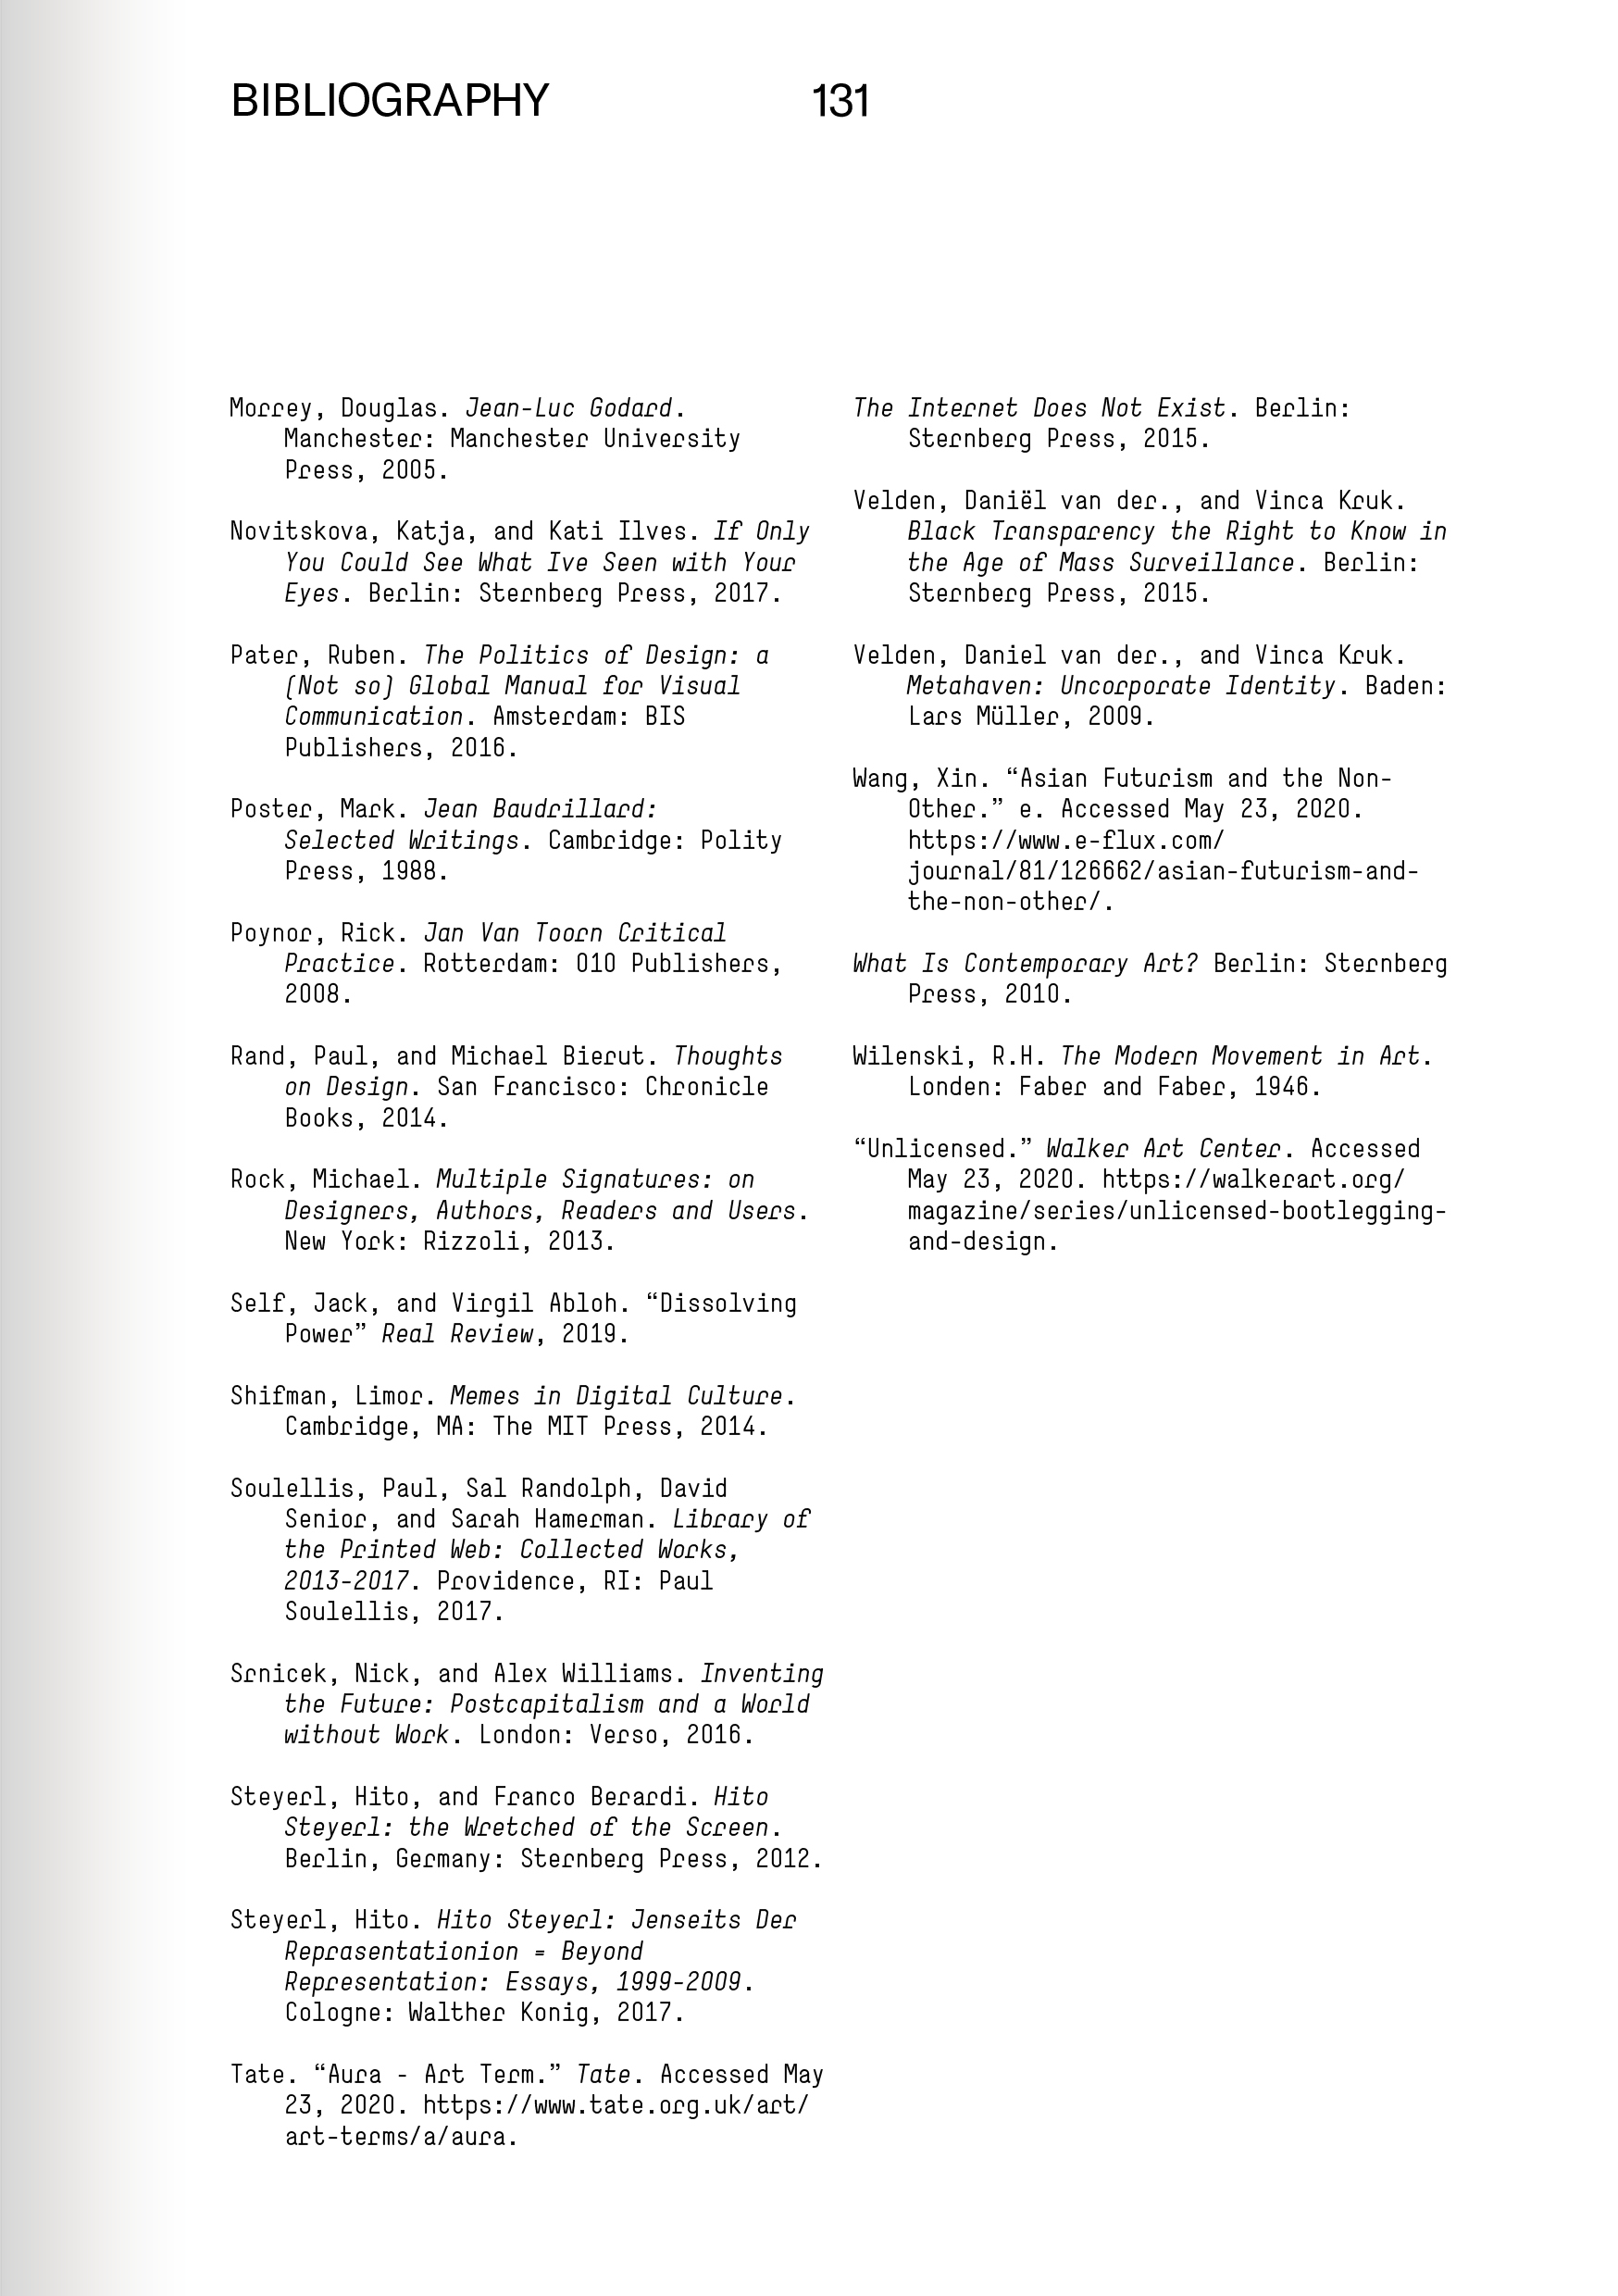 BIBLIOGRAPHY 131
Morrey, Douglas. Jean-Luc Godard.
Manchester: Manchester University
Press, 2005.
Novitskova, Katja, and Kati Ilves. If Only
You Could See What Ive Seen with Your
Eyes. Berlin: Sternberg Press, 2017.
Pater, Ruben. The Politics of Design: a
(Not so) Global Manual for Visual
Communication. Amsterdam: BIS
Publishers, 2016.
Poster, Mark. Jean Baudrillard:
Selected Writings. Cambridge: Polity
Press, 1988.
Poynor, Rick. Jan Van Toorn Critical
Practice. Rotterdam: 010 Publishers,
2008.
Rand, Paul, and Michael Bierut. Thoughts
on Design. San Francisco: Chronicle
Books, 2014.
Rock, Michael. Multiple Signatures: on
Designers, Authors, Readers and Users.
New York: Rizzoli, 2013.
Self, Jack, and Virgil Abloh. “Dissolving
Power” Real Review, 2019.
Shifman, Limor. Memes in Digital Culture.
Cambridge, MA: The MIT Press, 2014.
Soulellis, Paul, Sal Randolph, David
Senior, and Sarah Hamerman. Library of
the Printed Web: Collected Works,
2013-2017. Providence, RI: Paul
Soulellis, 2017.
Srnicek, Nick, and Alex Williams. Inventing
the Future: Postcapitalism and a World
without Work. London: Verso, 2016.
Steyerl, Hito, and Franco Berardi. Hito
Steyerl: the Wretched of the Screen.
Berlin, Germany: Sternberg Press, 2012.
Steyerl, Hito. Hito Steyerl: Jenseits Der
Reprasentationion = Beyond
Representation: Essays, 1999-2009.
Cologne: Walther Konig, 2017.
Tate. “Aura - Art Term.” Tate. Accessed May
23, 2020. https://www.tate.org.uk/art/
art-terms/a/aura.
The Internet Does Not Exist. Berlin:
Sternberg Press, 2015.
Velden, Daniël van der., and Vinca Kruk.
Black Transparency the Right to Know in
the Age of Mass Surveillance. Berlin:
Sternberg Press, 2015.
Velden, Daniel van der., and Vinca Kruk.
Metahaven: Uncorporate Identity. Baden:
Lars Müller, 2009.
Wang, Xin. “Asian Futurism and the Non-
Other.” e. Accessed May 23, 2020.
https://www.e-flux.com/
journal/81/126662/asian-futurism-and-
the-non-other/.
What Is Contemporary Art? Berlin: Sternberg
Press, 2010.
Wilenski, R.H. The Modern Movement in Art.
Londen: Faber and Faber, 1946.
“Unlicensed.” Walker Art Center. Accessed
May 23, 2020. https://walkerart.org/
magazine/series/unlicensed-bootlegging-
and-design.